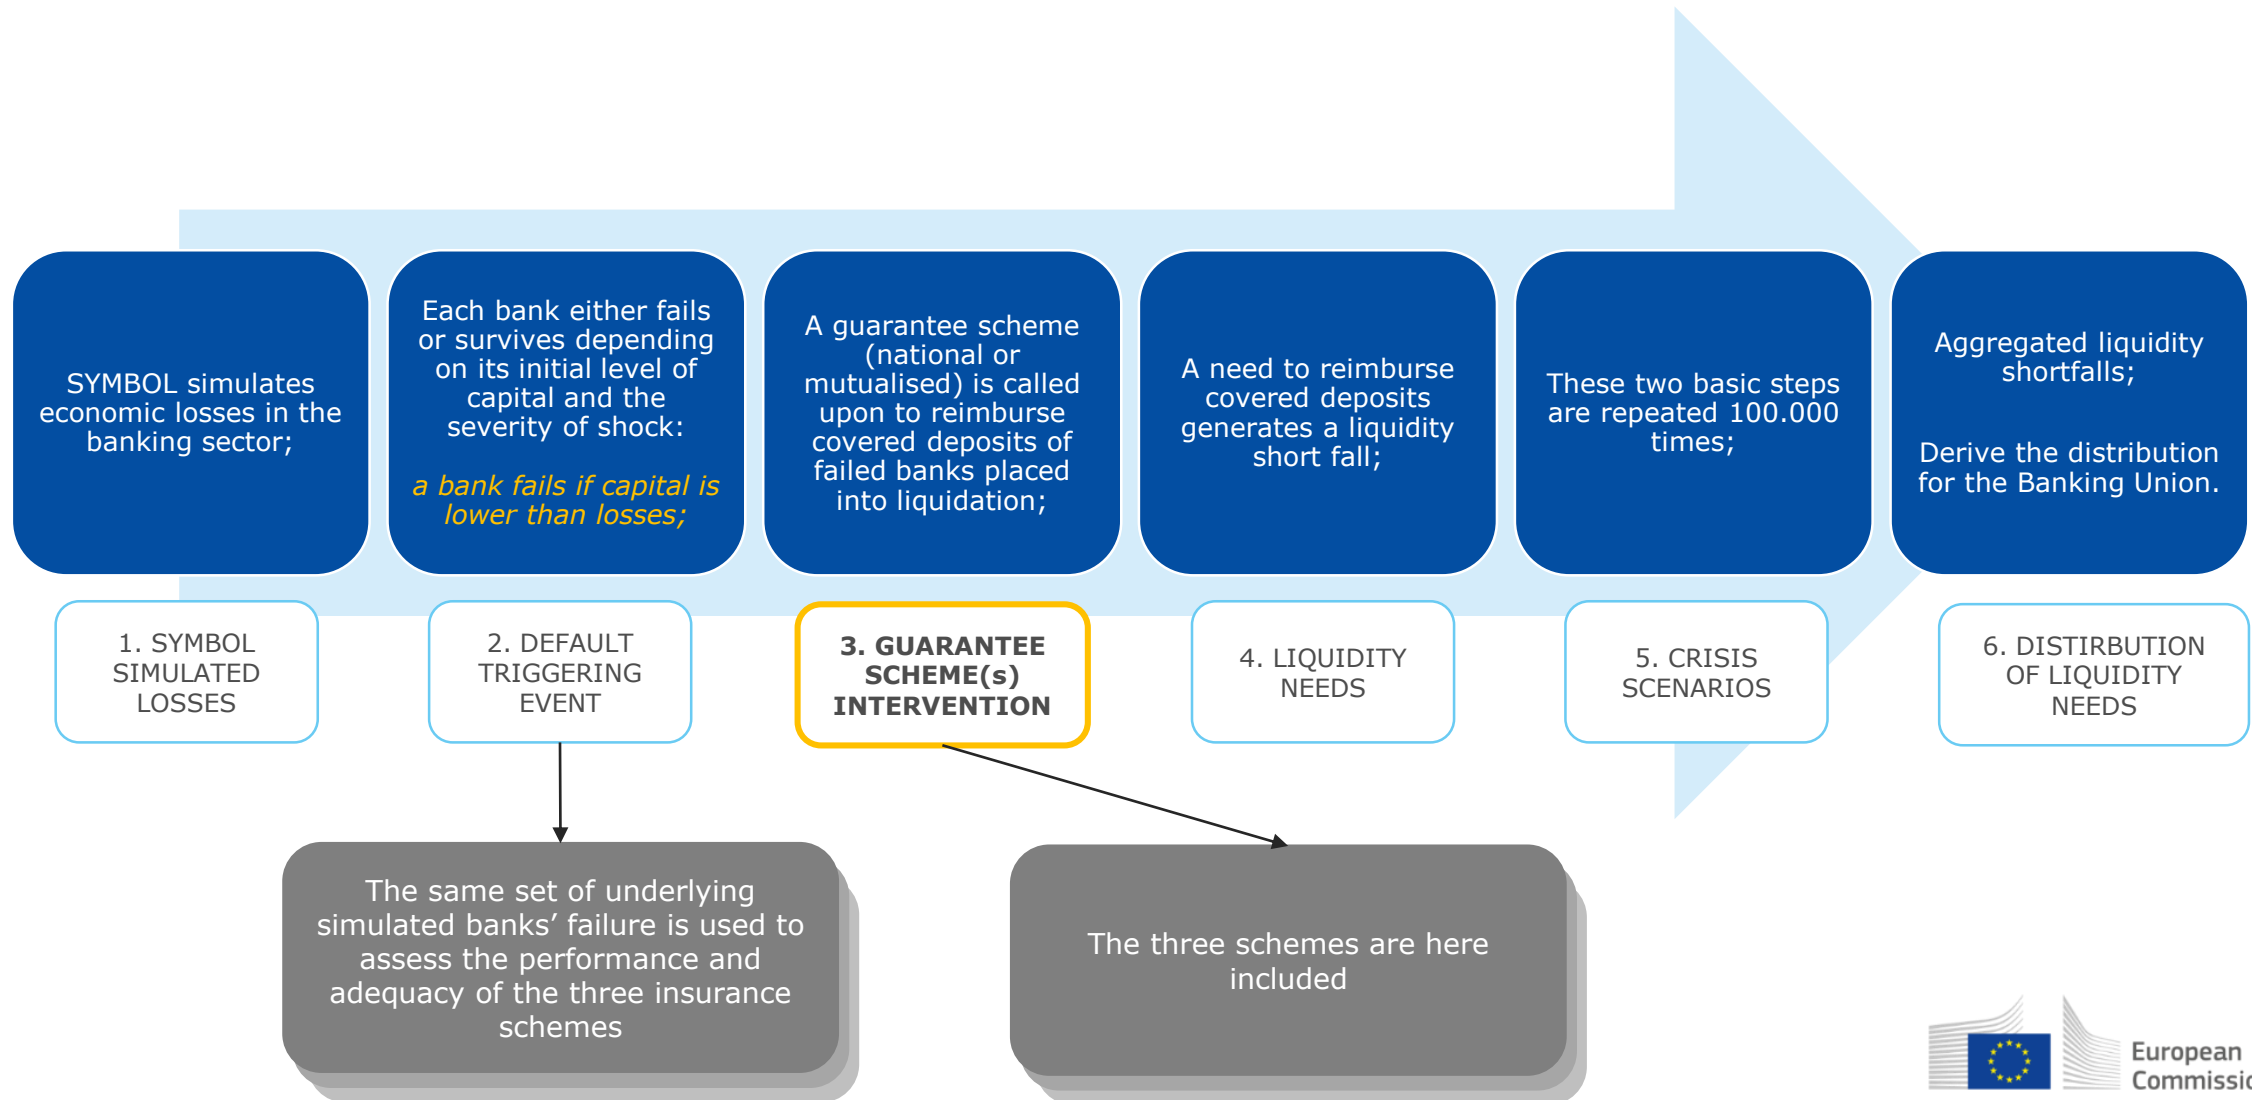 SYMBOL simulates
economic losses in the
banking sector;
Each bank either fails
or survives depending
on its initial level of
capital and the
severity of shock:
a bank fails if capital is
lower than losses;
A guarantee scheme
(national or
mutualised) is called
upon to reimburse
covered deposits of
failed banks placed
into liquidation;
A need to reimburse
covered deposits
generates a liquidity
short fall;
These two basic steps
are repeated 100.000
times;
Aggregated liquidity
shortfalls;
Derive the distribution
for the Banking Union.
1. SYMBOL
SIMULATED
LOSSES
2. DEFAULT
TRIGGERING
EVENT
3. GUARANTEE
SCHEME(s)
INTERVENTION
4. LIQUIDITY
NEEDS
5. CRISIS
SCENARIOS
6. DISTIRBUTION
OF LIQUIDITY
NEEDS
The same set of underlying
simulated banks’ failure is used to
assess the performance and
adequacy of the three insurance
schemes
The three schemes are here
included
European
Commissio